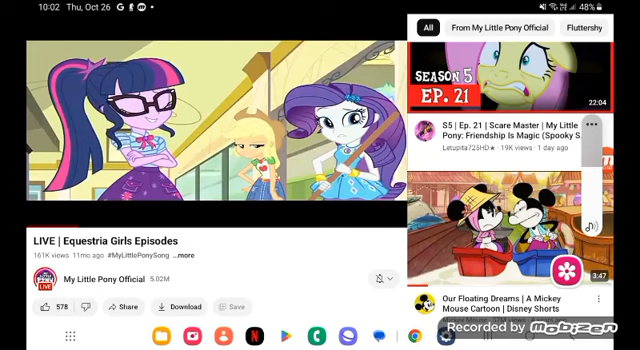 10:02 Thu, Oct 26
48%
All
From My Little Pony Official
Fluttershy
SEASON 5
EP. 21
22:04
S5 | Ep. 21 | Scare Master | My Little
Pony: Friendship Is Magic (Spooky S...
Letupita725HD★ · 19K views · 1 day ago
3:47
Our Floating Dreams | A Mickey
Mouse Cartoon | Disney Shorts
LIVE | Equestria Girls Episodes
161K views 11mo ago #MyLittlePonySong ...more
LIVE
My Little Pony Official 5.02M
578
Share
Download
Save
Recorded by Mobizen